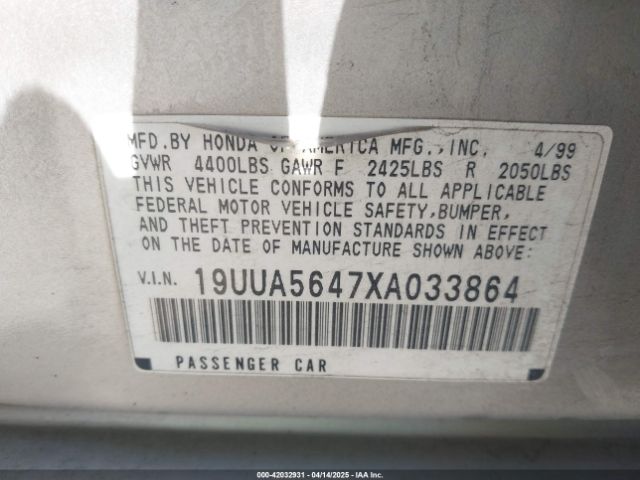 MFD.BY HONDA OF AMERICA MFG.,INC. 4/99
GVWR 4400LBS GAWR F 2425LBS R 2050LBS
THIS VEHICLE CONFORMS TO ALL APPLICABLE
FEDERAL MOTOR VEHICLE SAFETY,BUMPER,
AND THEFT PREVENTION STANDARDS IN EFFECT
ON THE DATE OF MANUFACTURE SHOWN ABOVE:
V.I.N. 19UUA5647XA033864
PASSENGER CAR
000-42032931 - 04/14/2025 - IAA Inc.